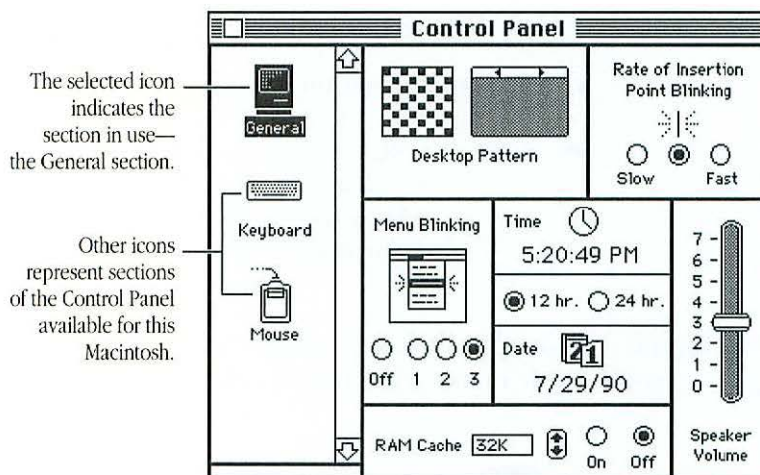 Control Panel
The selected icon
indicates the
section in use—
the General section.
General
Keyboard
Other icons
represent sections
of the Control Panel
available for this
Macintosh.
Mouse
Desktop Pattern
Rate of Insertion
Point Blinking
Slow Fast
Menu Blinking
Off 1 2 3
Time
5:20:49 PM
12 hr. 24 hr.
Date 21
7/29/90
7
6
5
4
3
2
1
0
Speaker
Volume
RAM Cache 32K On Off